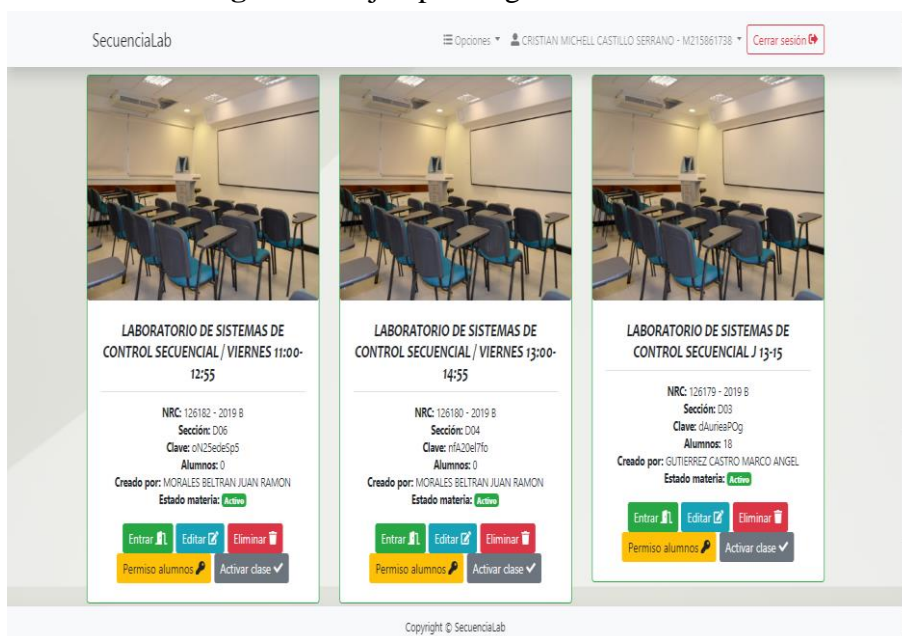 SecuenciaLab
Opciones
CRISTIAN MICHELL CASTILLO SERRANO - M215861738
Cerrar sesión
LABORATORIO DE SISTEMAS DE
CONTROL SECUENCIAL / VIERNES 11:00-
12:55
NRC: 126182 - 2019 B
Sección: D06
Clave: oN25edeSp5
Alumnos: 0
Creado por: MORALES BELTRAN JUAN RAMON
Estado materia: Activo
Entrar
Editar
Eliminar
Permiso alumnos
Activar clase
LABORATORIO DE SISTEMAS DE
CONTROL SECUENCIAL / VIERNES 13:00-
14:55
NRC: 126180 - 2019 B
Sección: D04
Clave: nfA20el7fo
Alumnos: 0
Creado por: MORALES BELTRAN JUAN RAMON
Estado materia: Activo
Entrar
Editar
Eliminar
Permiso alumnos
Activar clase
LABORATORIO DE SISTEMAS DE
CONTROL SECUENCIAL J 13-15
NRC: 126179 - 2019 B
Sección: D03
Clave: dAurieaPOg
Alumnos: 18
Creado por: GUTIERREZ CASTRO MARCO ANGEL
Estado materia: Activo
Entrar
Editar
Eliminar
Permiso alumnos
Activar clase
Copyright © SecuenciaLab